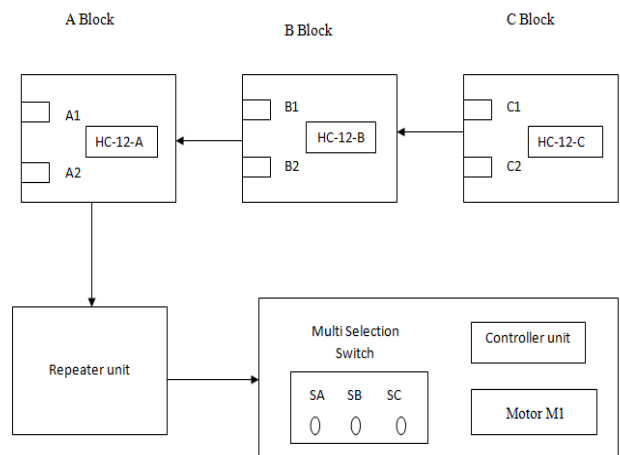 A Block
B Block
C Block
A1
HC-12-A
A2
B1
HC-12-B
B2
C1
HC-12-C
C2
Repeater unit
Multi Selection
Switch
SA SB SC
Controller unit
Motor M1